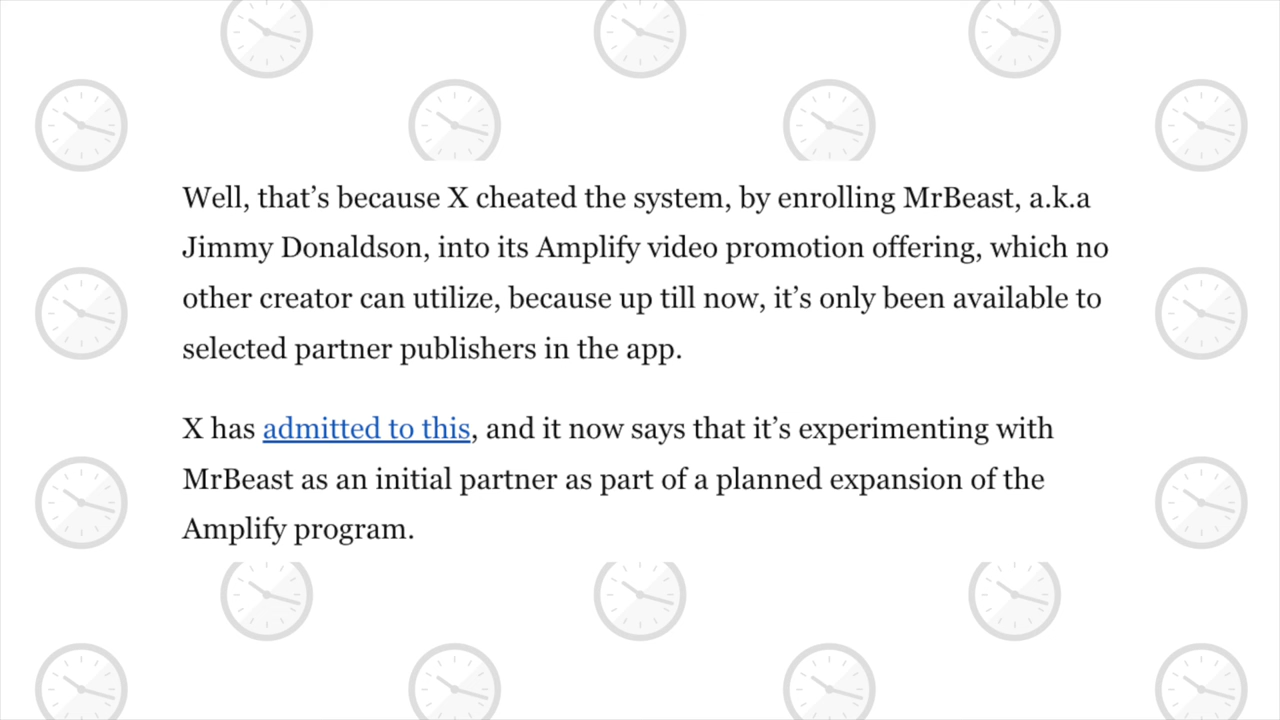 Well, that’s because X cheated the system, by enrolling MrBeast, a.k.a
Jimmy Donaldson, into its Amplify video promotion offering, which no
other creator can utilize, because up till now, it’s only been available to
selected partner publishers in the app.
X has admitted to this, and it now says that it’s experimenting with
MrBeast as an initial partner as part of a planned expansion of the
Amplify program.